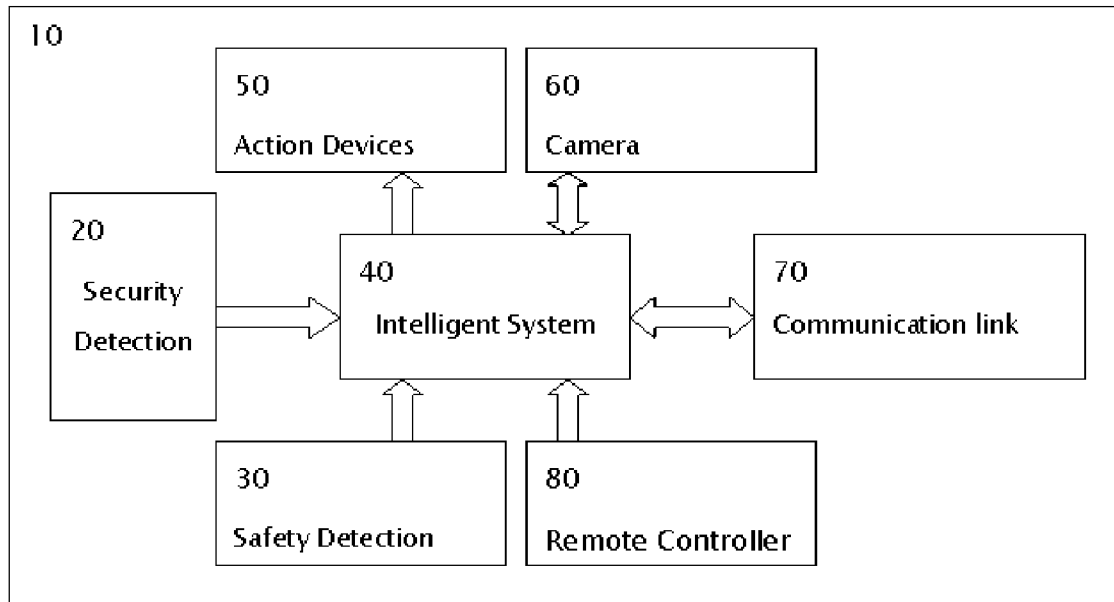 10
50
Action Devices
60
Camera
20
Security
Detection
40
Intelligent System
70
Communication link
30
Safety Detection
80
Remote Controller